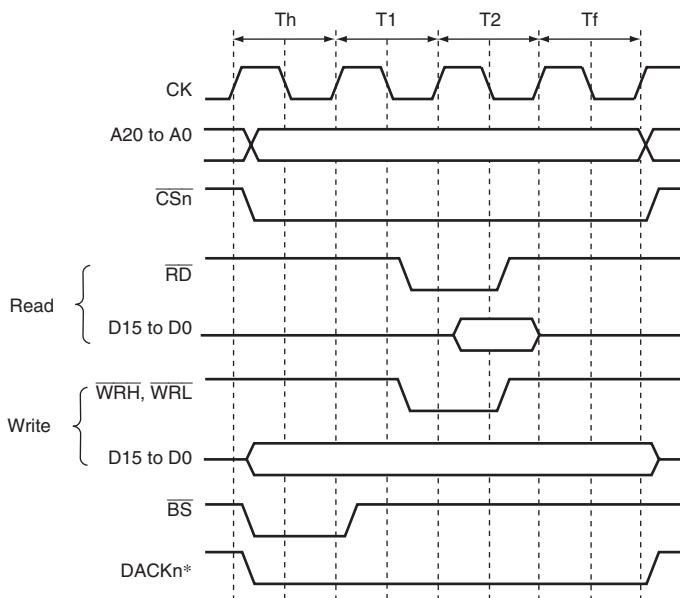 Th T1 T2 Tf
CK
A20 to A0
CSn
Read
RD
D15 to D0
WRH, WRL
Write
D15 to D0
BS
DACKn*